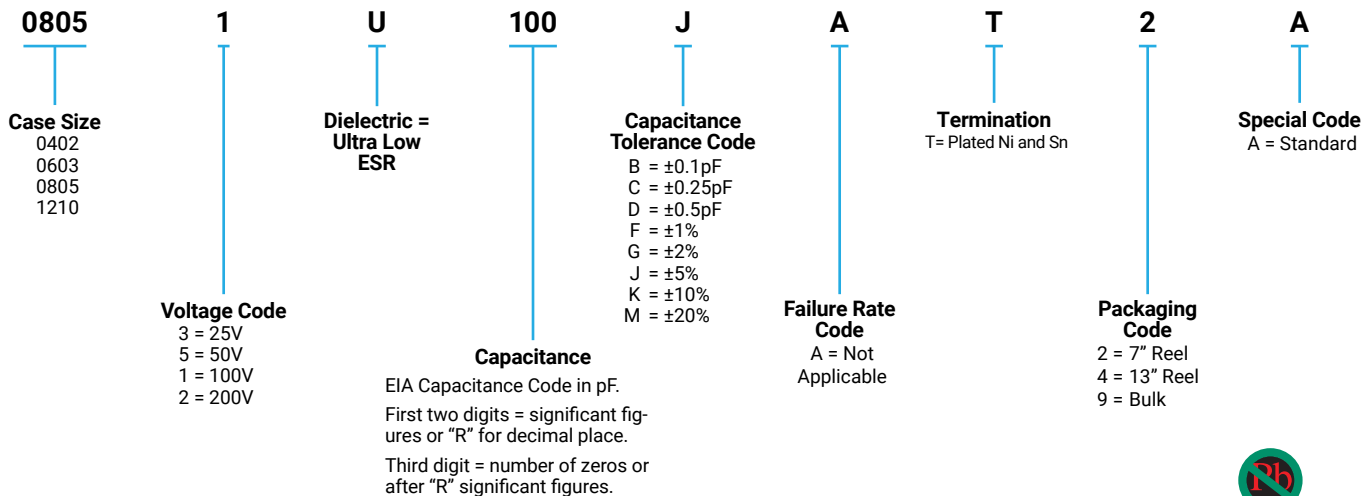 0805 1 U 100 J A T 2 A
Case Size
0402
0603
0805
1210
Voltage Code
3 = 25V
5 = 50V
1 = 100V
2 = 200V
Dielectric =
Ultra Low
ESR
Capacitance
EIA Capacitance Code in pF.
First two digits = significant fig-
ures or “R” for decimal place.
Third digit = number of zeros or
after “R” significant figures.
Capacitance
Tolerance Code
B = ±0.1pF
C = ±0.25pF
D = ±0.5pF
F = ±1%
G = ±2%
J = ±5%
K = ±10%
M = ±20%
Failure Rate
Code
A = Not
Applicable
Termination
T= Plated Ni and Sn
Packaging
Code
2 = 7” Reel
4 = 13” Reel
9 = Bulk
Special Code
A = Standard
Pb